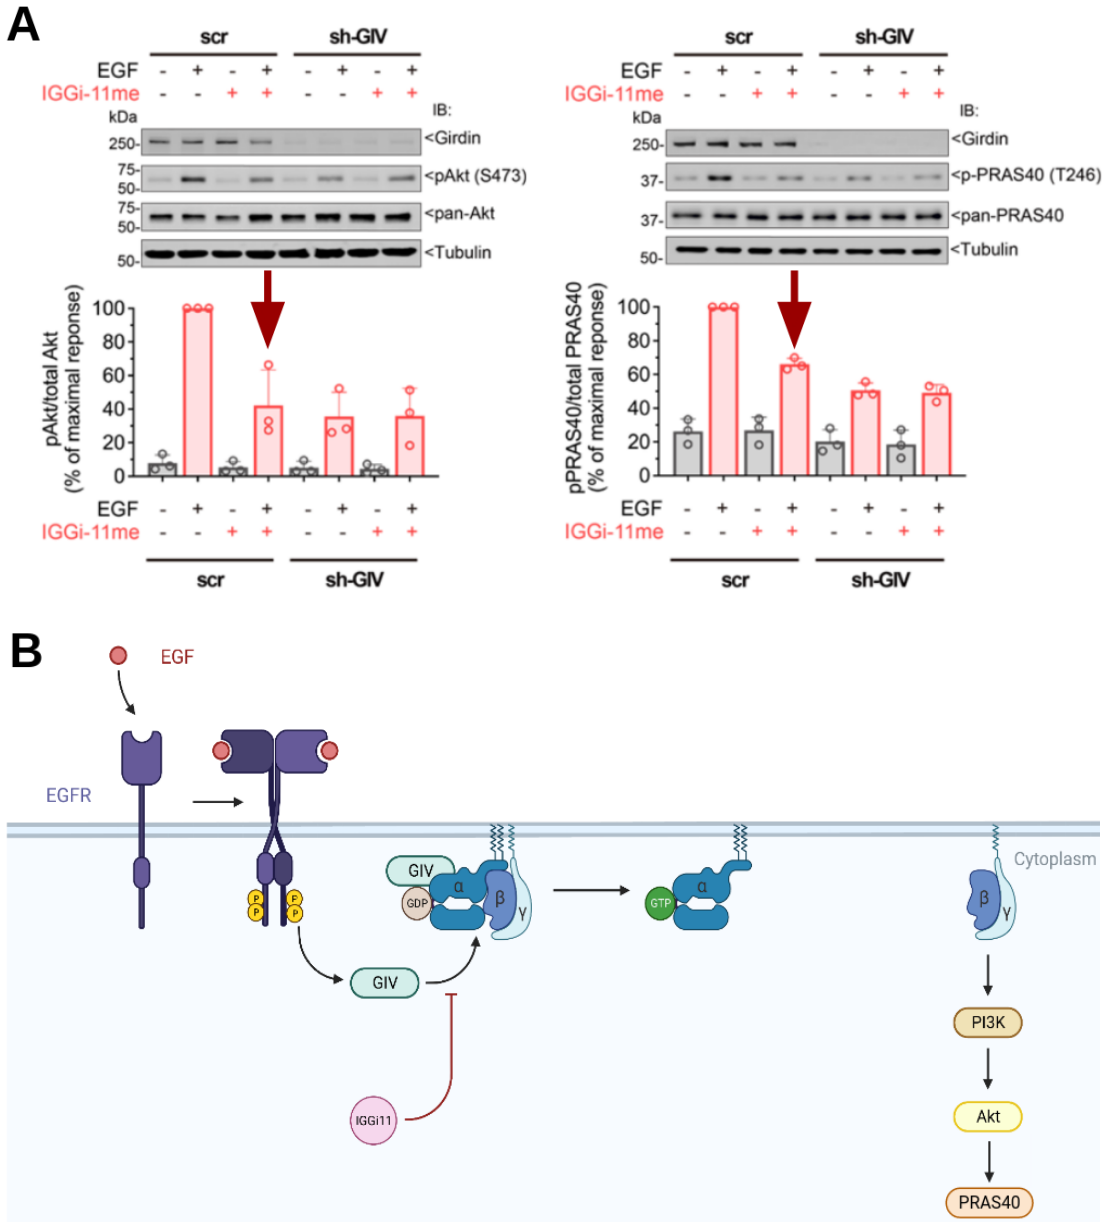 A
scr sh-GIV
EGF - + - + - + - +
IGGi-11me - - + + - - + +
kDa IB:
250- <Girdin
75-
50- <pAkt (S473)
75-
50- <pan-Akt
50- <Tubulin
pAkt/total Akt
(% of maximal reponse)
100
80
60
40
20
0
EGF - + - + - + - +
IGGi-11me - - + + - - + +
scr sh-GIV
scr sh-GIV
EGF - + - + - + - +
IGGi-11me - - + + - - + +
kDa IB:
250- <Girdin
37- <p-PRAS40 (T246)
37- <pan-PRAS40
50- <Tubulin
pPRAS40/total PRAS40
(% of maximal reponse)
100
80
60
40
20
0
EGF - + - + - + - +
IGGi-11me - - + + - - + +
scr sh-GIV
B
EGF
EGFR
Cytoplasm
P P
P P
GIV
GDP α β γ
GTP α
β γ
GIV
PI3K
IGGi11
Akt
PRAS40